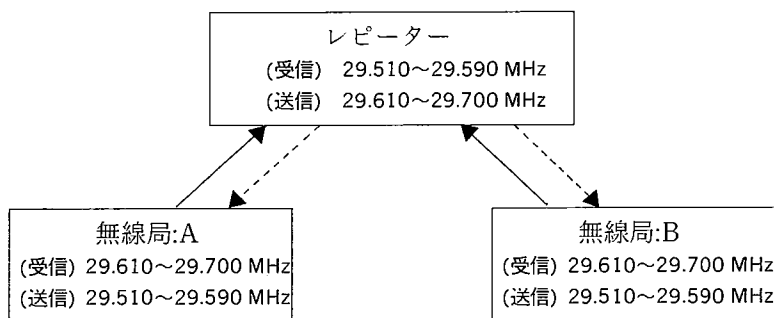 レピーター
(受信) 29.510～29.590 MHz
(送信) 29.610～29.700 MHz
無線局:A
(受信) 29.610～29.700 MHz
(送信) 29.510～29.590 MHz
無線局:B
(受信) 29.610～29.700 MHz
(送信) 29.510～29.590 MHz